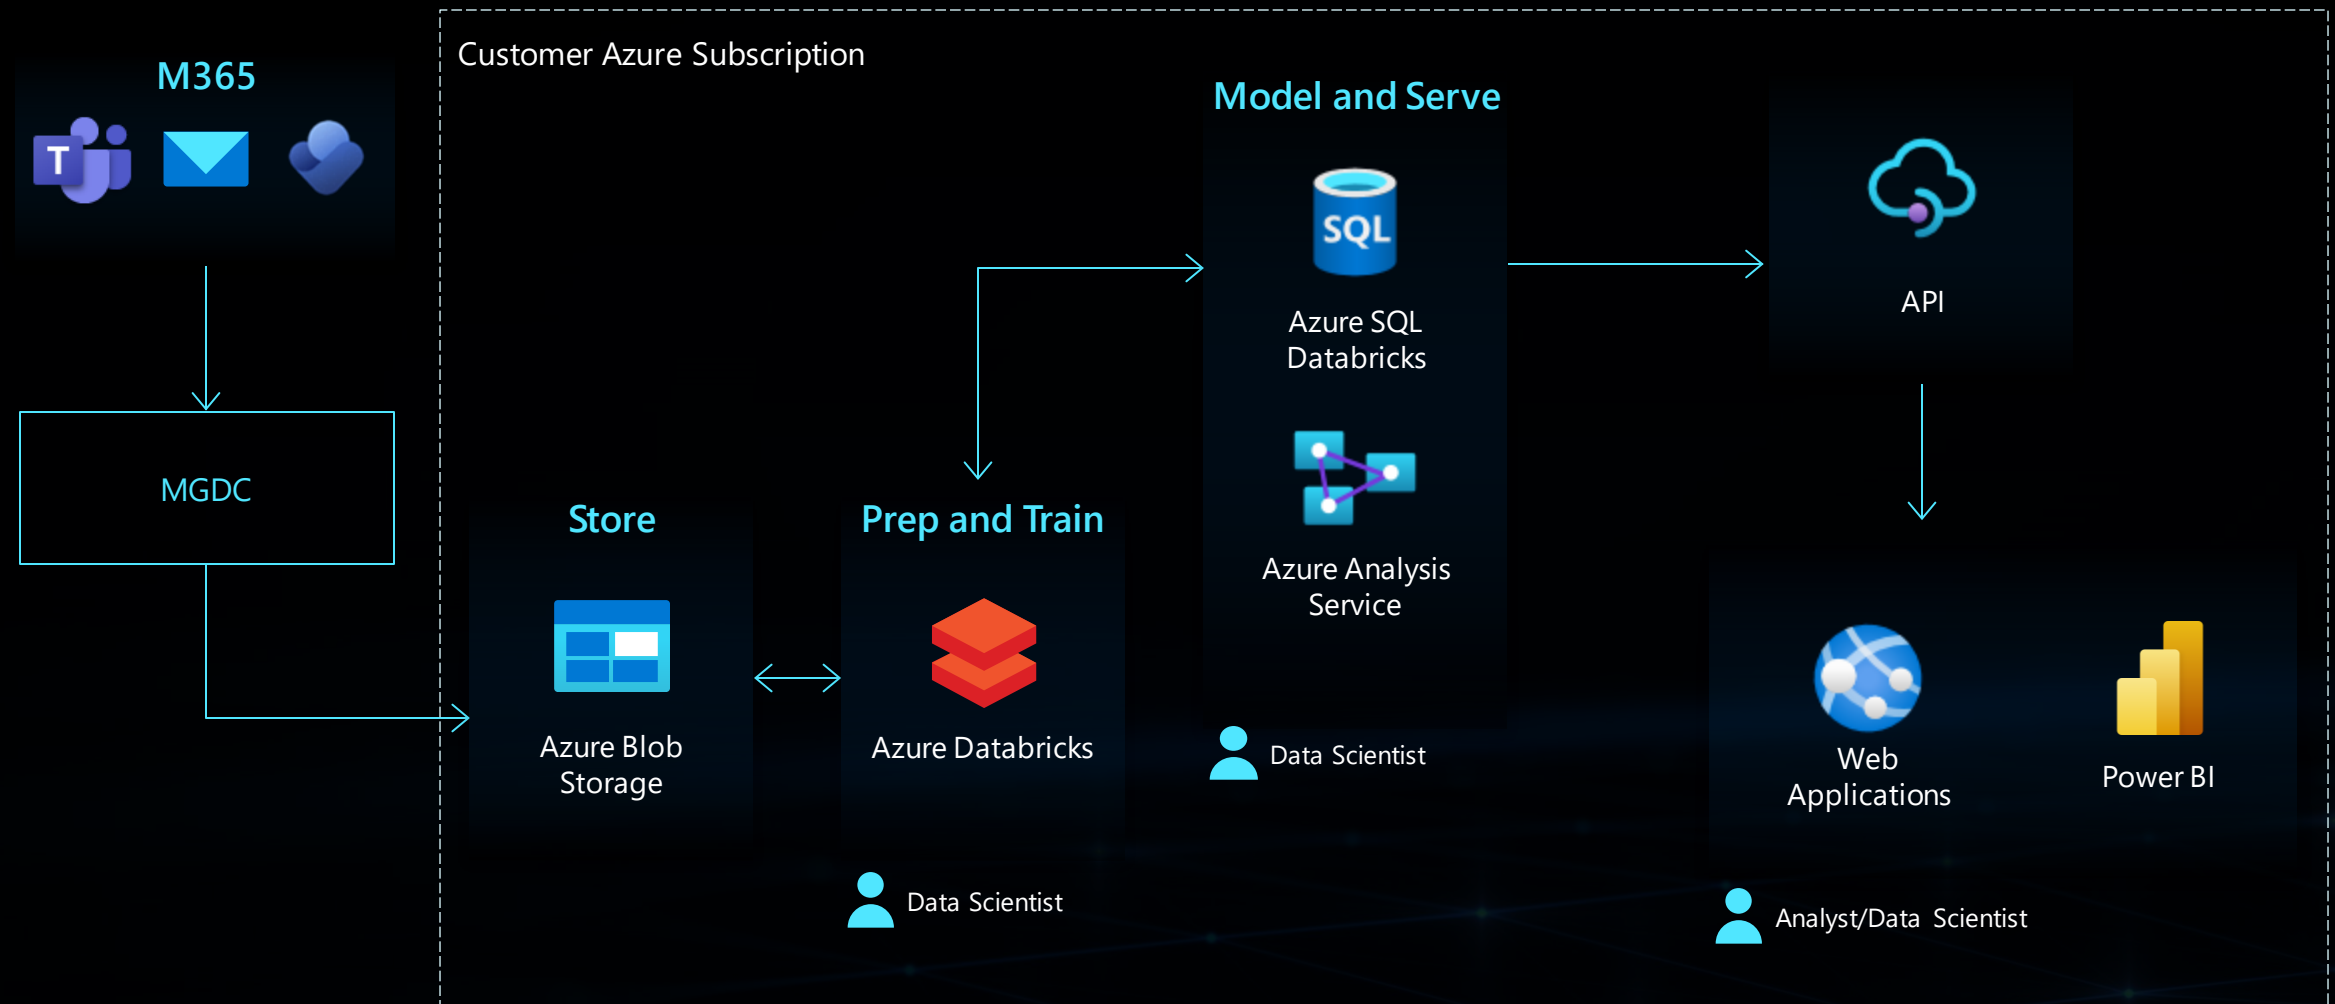 Customer Azure Subscription
M365
T
MGDC
Store
Azure Blob
Storage
Prep and Train
Azure Databricks
Data Scientist
Model and Serve
SQL
Azure SQL
Databricks
Azure Analysis
Service
Data Scientist
API
Web
Applications
Power BI
Analyst/Data Scientist